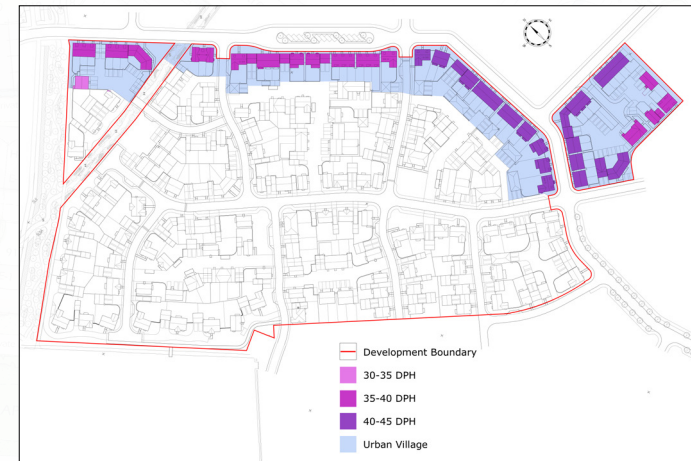 Development Boundary
30-35 DPH
35-40 DPH
40-45 DPH
Urban Village